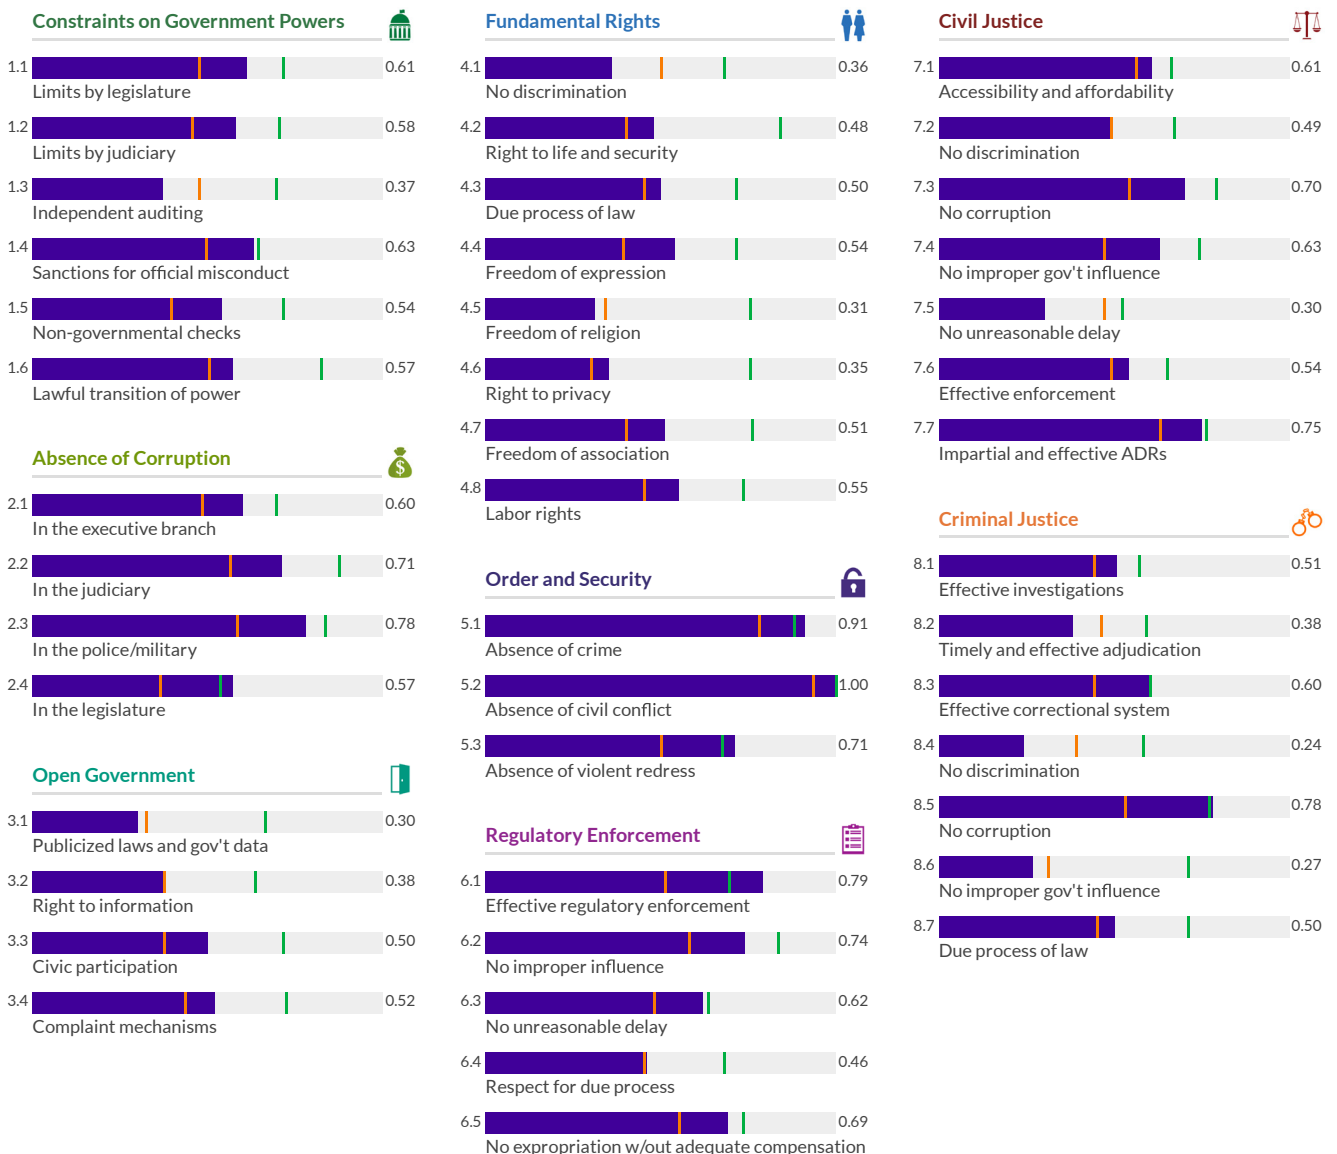 Constraints on Government Powers
1.1 0.61
Limits by legislature
1.2 0.58
Limits by judiciary
1.3 0.37
Independent auditing
1.4 0.63
Sanctions for official misconduct
1.5 0.54
Non-governmental checks
1.6 0.57
Lawful transition of power
Absence of Corruption
$
2.1 0.60
In the executive branch
2.2 0.71
In the judiciary
2.3 0.78
In the police/military
2.4 0.57
In the legislature
Open Government
3.1 0.30
Publicized laws and gov't data
3.2 0.38
Right to information
3.3 0.50
Civic participation
3.4 0.52
Complaint mechanisms
Fundamental Rights
4.1 0.36
No discrimination
4.2 0.48
Right to life and security
4.3 0.50
Due process of law
4.4 0.54
Freedom of expression
4.5 0.31
Freedom of religion
4.6 0.35
Right to privacy
4.7 0.51
Freedom of association
4.8 0.55
Labor rights
Order and Security
5.1 0.91
Absence of crime
5.2 1.00
Absence of civil conflict
5.3 0.71
Absence of violent redress
Regulatory Enforcement
6.1 0.79
Effective regulatory enforcement
6.2 0.74
No improper influence
6.3 0.62
No unreasonable delay
6.4 0.46
Respect for due process
6.5 0.69
No expropriation w/out adequate compensation
Civil Justice
7.1 0.61
Accessibility and affordability
7.2 0.49
No discrimination
7.3 0.70
No corruption
7.4 0.63
No improper gov't influence
7.5 0.30
No unreasonable delay
7.6 0.54
Effective enforcement
7.7 0.75
Impartial and effective ADRs
Criminal Justice
8.1 0.51
Effective investigations
8.2 0.38
Timely and effective adjudication
8.3 0.60
Effective correctional system
8.4 0.24
No discrimination
8.5 0.78
No corruption
8.6 0.27
No improper gov't influence
8.7 0.50
Due process of law